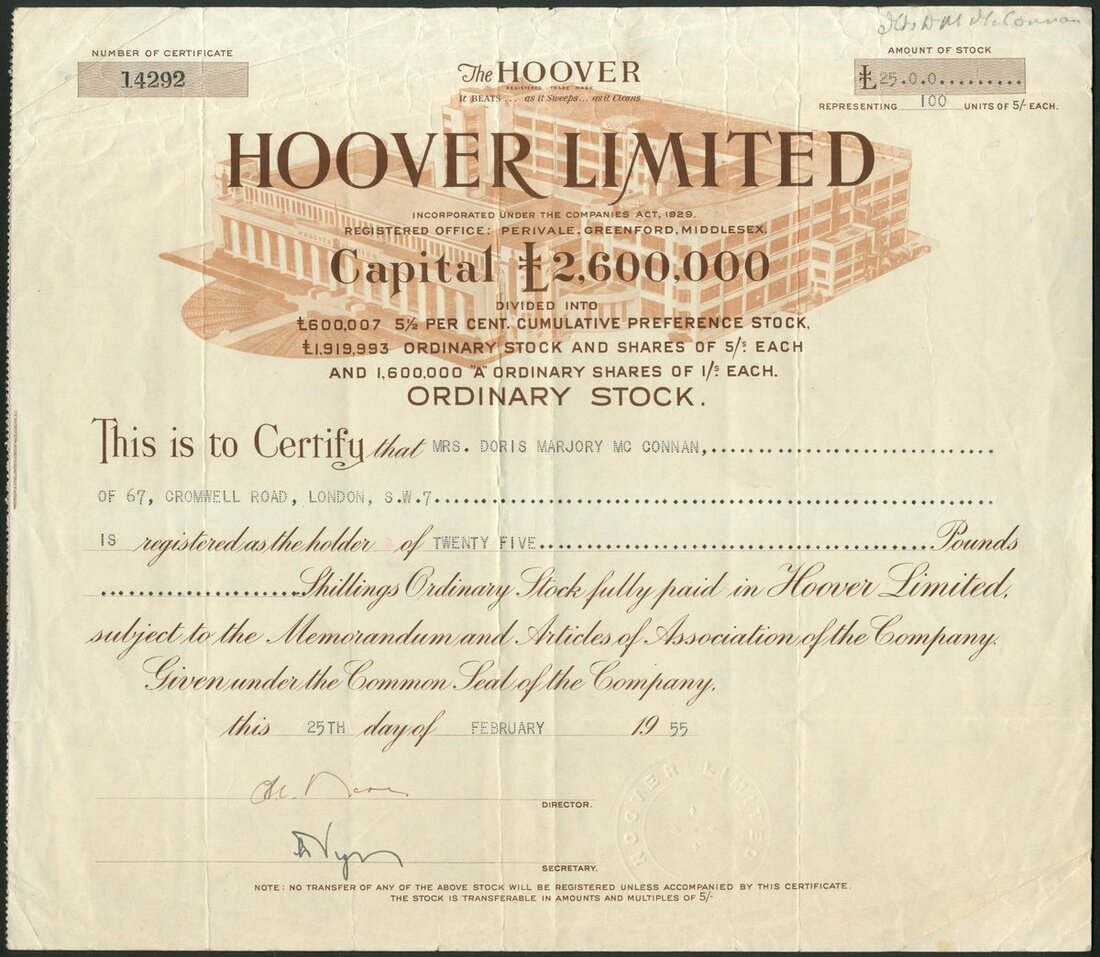 Mrs D M McConnan
NUMBER OF CERTIFICATE
14292
AMOUNT OF STOCK
£25.0.0.........
REPRESENTING 100 UNITS OF 5/- EACH.
The HOOVER
REGISTERED TRADE MARK
It BEATS... as it Sweeps... as it Cleans
HOOVER LIMITED
INCORPORATED UNDER THE COMPANIES ACT, 1929.
REGISTERED OFFICE: PERIVALE, GREENFORD, MIDDLESEX.
HOOVER
Capital £2,600,000
DIVIDED INTO
£600,007 5½ PER CENT. CUMULATIVE PREFERENCE STOCK,
£1,919,993 ORDINARY STOCK AND SHARES OF 5/s EACH
AND 1,600,000 "A" ORDINARY SHARES OF 1/s EACH.
ORDINARY STOCK.
This is to Certify that MRS. DORIS MARJORY MC CONNAN,..............................
OF 67, CROMWELL ROAD, LONDON, S.W.7............................................................
IS registered as the holder of TWENTY FIVE.......................................... Pounds
......................Shillings Ordinary Stock fully paid in Hoover Limited,
subject to the Memorandum and Articles of Association of the Company.
Given under the Common Seal of the Company,
this 25TH day of FEBRUARY 1955
DIRECTOR.
SECRETARY.
HOOVER LIMITED
NOTE: NO TRANSFER OF ANY OF THE ABOVE STOCK WILL BE REGISTERED UNLESS ACCOMPANIED BY THIS CERTIFICATE.
THE STOCK IS TRANSFERABLE IN AMOUNTS AND MULTIPLES OF 5/-